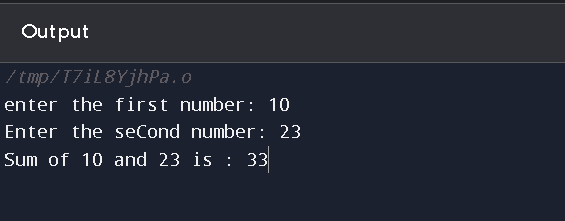 Output
/tmp/T7iL8YjhPa.o
enter the first number: 10
Enter the seCond number: 23
Sum of 10 and 23 is : 33